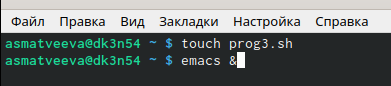 Файл Правка Вид Закладки Настройка Справка
asmatveeva@dk3n54 ~ $ touch prog3.sh
asmatveeva@dk3n54 ~ $ emacs &